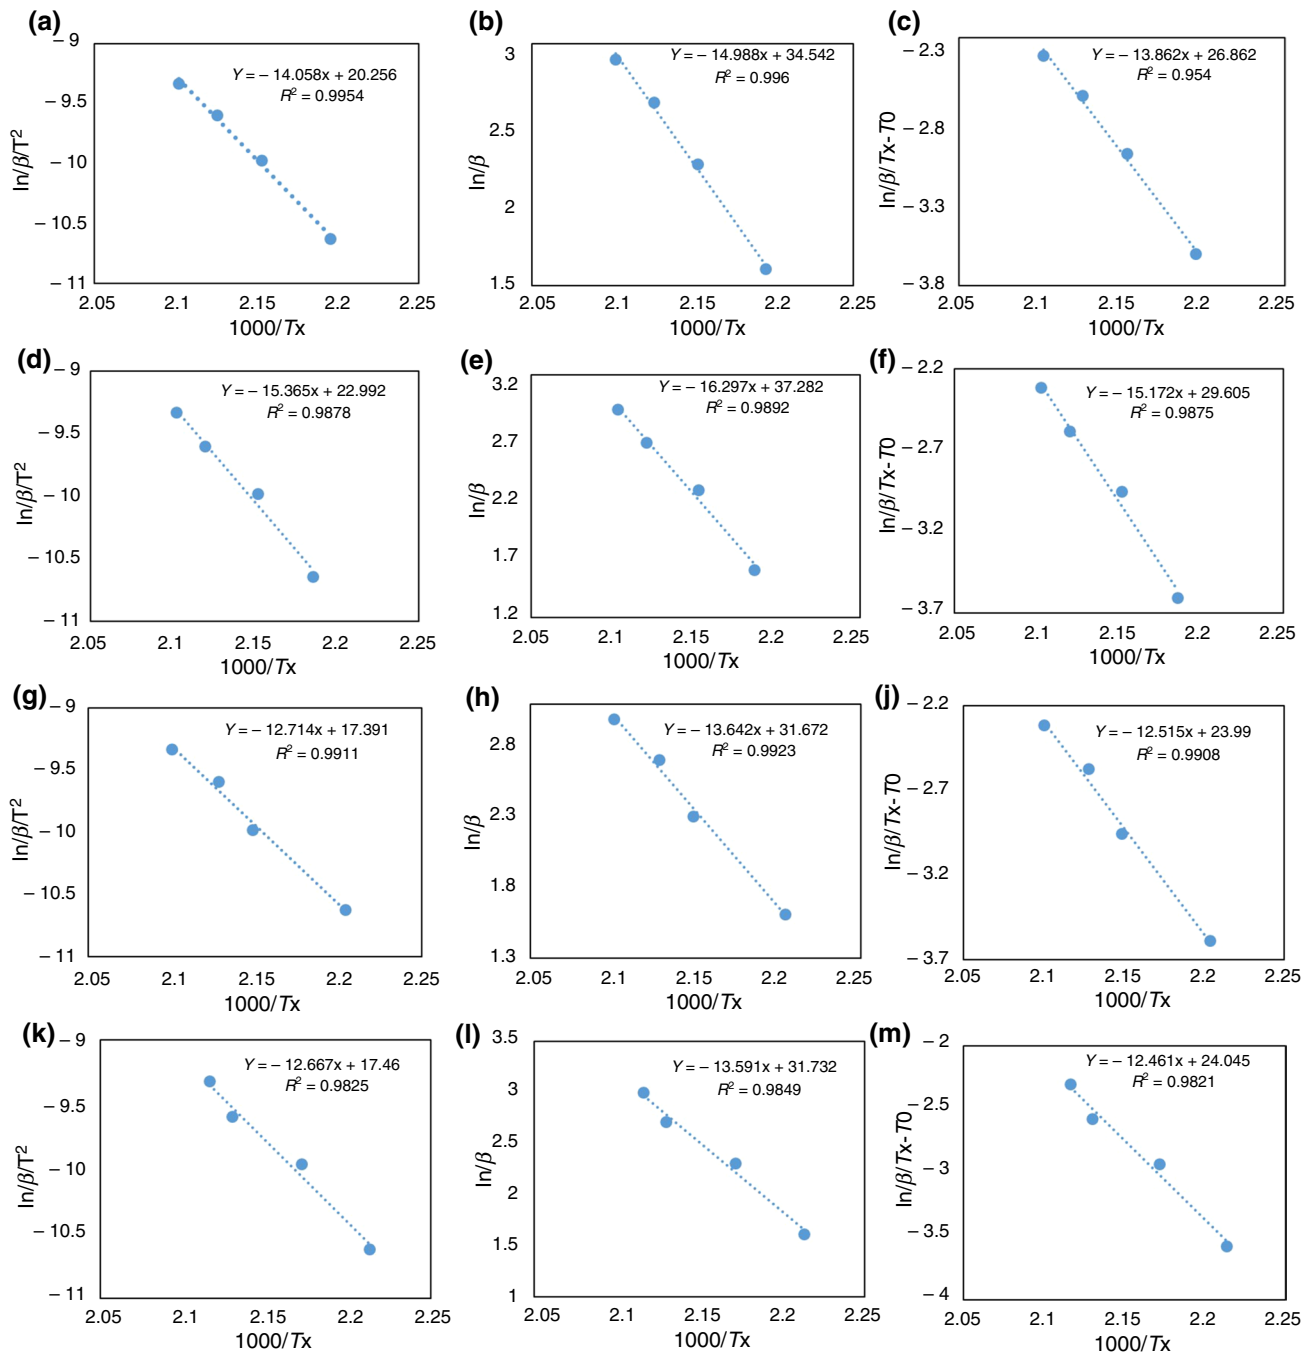 (a)
– 9
– 9.5
– 10
– 10.5
– 11
ln/β/T²
Y = – 14.058x + 20.256
R² = 0.9954
2.05 2.1 2.15 2.2 2.25
1000/Tx
(b)
3
2.5
2
1.5
ln/β
Y = – 14.988x + 34.542
R² = 0.996
2.05 2.1 2.15 2.2 2.25
1000/Tx
(c)
– 2.3
– 2.8
– 3.3
– 3.8
ln/β/Tx-T0
Y = – 13.862x + 26.862
R² = 0.954
2.05 2.1 2.15 2.2 2.25
1000/Tx
(d)
– 9
– 9.5
– 10
– 10.5
– 11
ln/β/T²
Y = – 15.365x + 22.992
R² = 0.9878
2.05 2.1 2.15 2.2 2.25
1000/Tx
(e)
3.2
2.7
2.2
1.7
1.2
ln/β
Y = – 16.297x + 37.282
R² = 0.9892
2.05 2.1 2.15 2.2 2.25
1000/Tx
(f)
– 2.2
– 2.7
– 3.2
– 3.7
ln/β/Tx-T0
Y = – 15.172x + 29.605
R² = 0.9875
2.05 2.1 2.15 2.2 2.25
1000/Tx
(g)
– 9
– 9.5
– 10
– 10.5
– 11
ln/β/T²
Y = – 12.714x + 17.391
R² = 0.9911
2.05 2.1 2.15 2.2 2.25
1000/Tx
(h)
2.8
2.3
1.8
1.3
ln/β
Y = – 13.642x + 31.672
R² = 0.9923
2.05 2.1 2.15 2.2 2.25
1000/Tx
(j)
– 2.2
– 2.7
– 3.2
– 3.7
ln/β/Tx-T0
Y = – 12.515x + 23.99
R² = 0.9908
2.05 2.1 2.15 2.2 2.25
1000/Tx
(k)
– 9
– 9.5
– 10
– 10.5
– 11
ln/β/T²
Y = – 12.667x + 17.46
R² = 0.9825
2.05 2.1 2.15 2.2 2.25
1000/Tx
(l)
3.5
3
2.5
2
1.5
1
ln/β
Y = – 13.591x + 31.732
R² = 0.9849
2.05 2.1 2.15 2.2 2.25
1000/Tx
(m)
– 2
– 2.5
– 3
– 3.5
– 4
ln/β/Tx-T0
Y = – 12.461x + 24.045
R² = 0.9821
2.05 2.1 2.15 2.2 2.25
1000/Tx